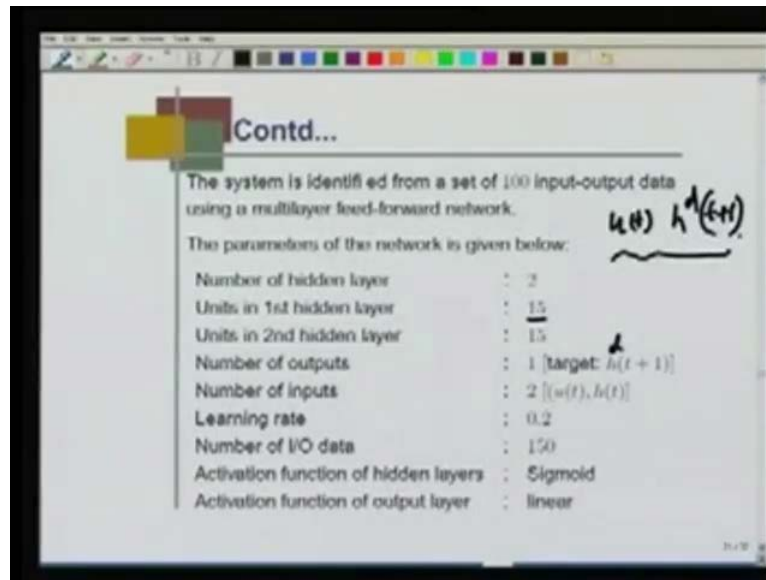 Contd...
The system is identified from a set of 100 input-output data
using a multilayer feed-forward network.
u(t) h^d(t+1).
The parameters of the network is given below:
Number of hidden layer : 2
Units in 1st hidden layer : 15
Units in 2nd hidden layer : 15
d
Number of outputs : 1 [target: h(t + 1)]
Number of inputs : 2 [(u(t), h(t)]
Learning rate : 0.2
Number of I/O data : 150
Activation function of hidden layers : Sigmoid
Activation function of output layer : linear